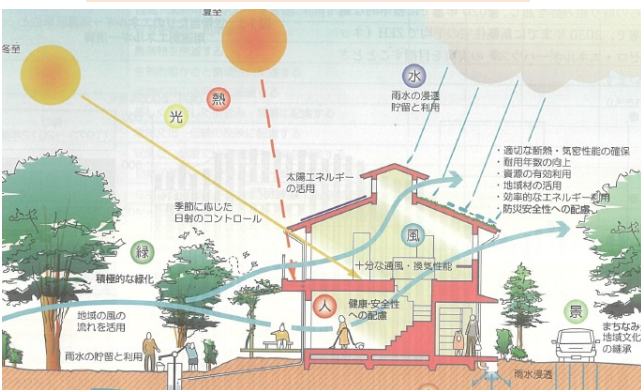 冬至
夏至
熱
光
水
雨水の浸透
貯留と利用
・適切な断熱・気密性能の確保
・耐用年数の向上
・資源の有効利用
・地域材の活用
・効率的なエネルギー利用
・防災安全性への配慮
太陽エネルギー
の活用
季節に応じた
日射のコントロール
風
緑
積極的な緑化
十分な通風・換気性能
地域の風の
流れを活用
人
健康・安全性
への配慮
景
まちなみ
地域文化
の継承
雨水の貯留と利用
雨水浸透